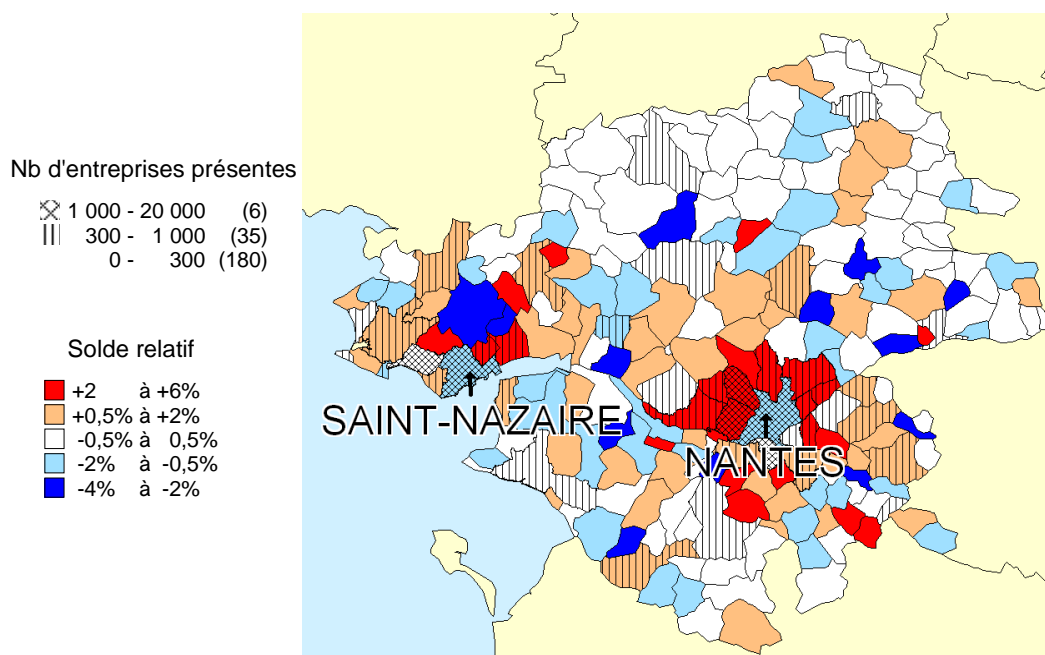 Nb d'entreprises présentes
1 000 - 20 000 (6)
300 - 1 000 (35)
0 - 300 (180)
Solde relatif
+2 à +6%
+0,5% à +2%
-0,5% à 0,5%
-2% à -0,5%
-4% à -2%
SAINT-NAZAIRE
NANTES